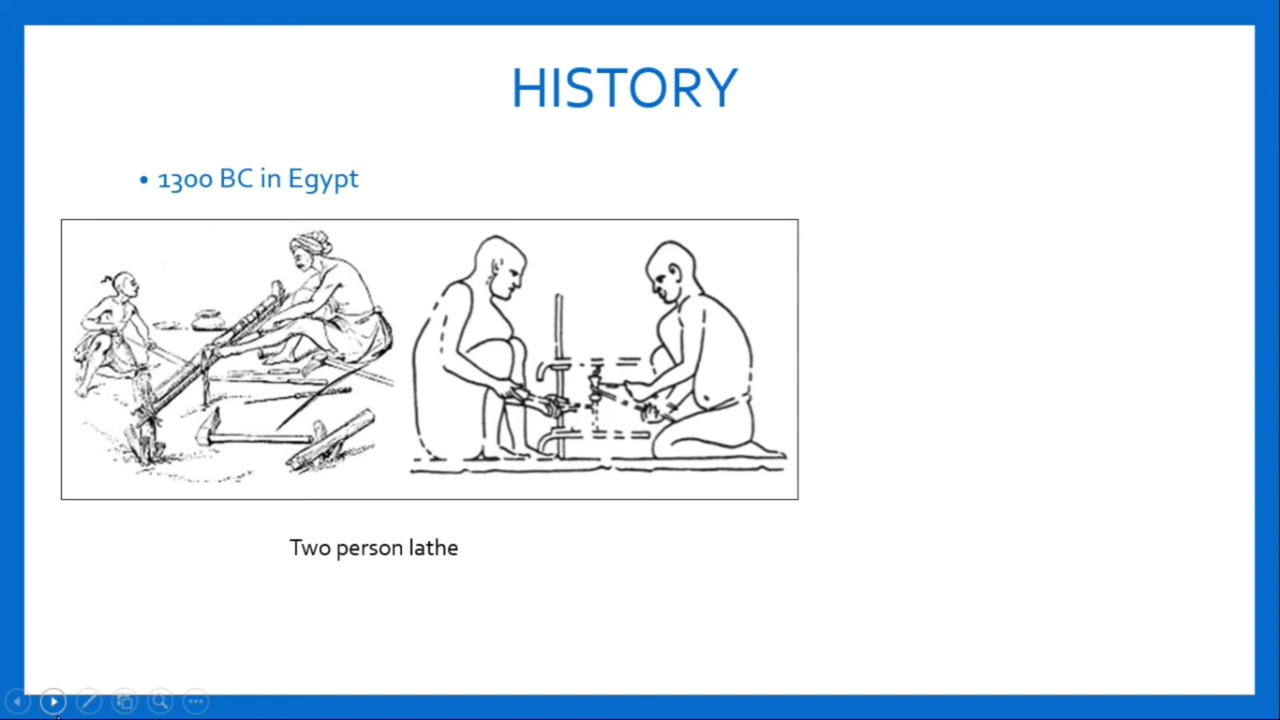 HISTORY
• 1300 BC in Egypt
Two person lathe